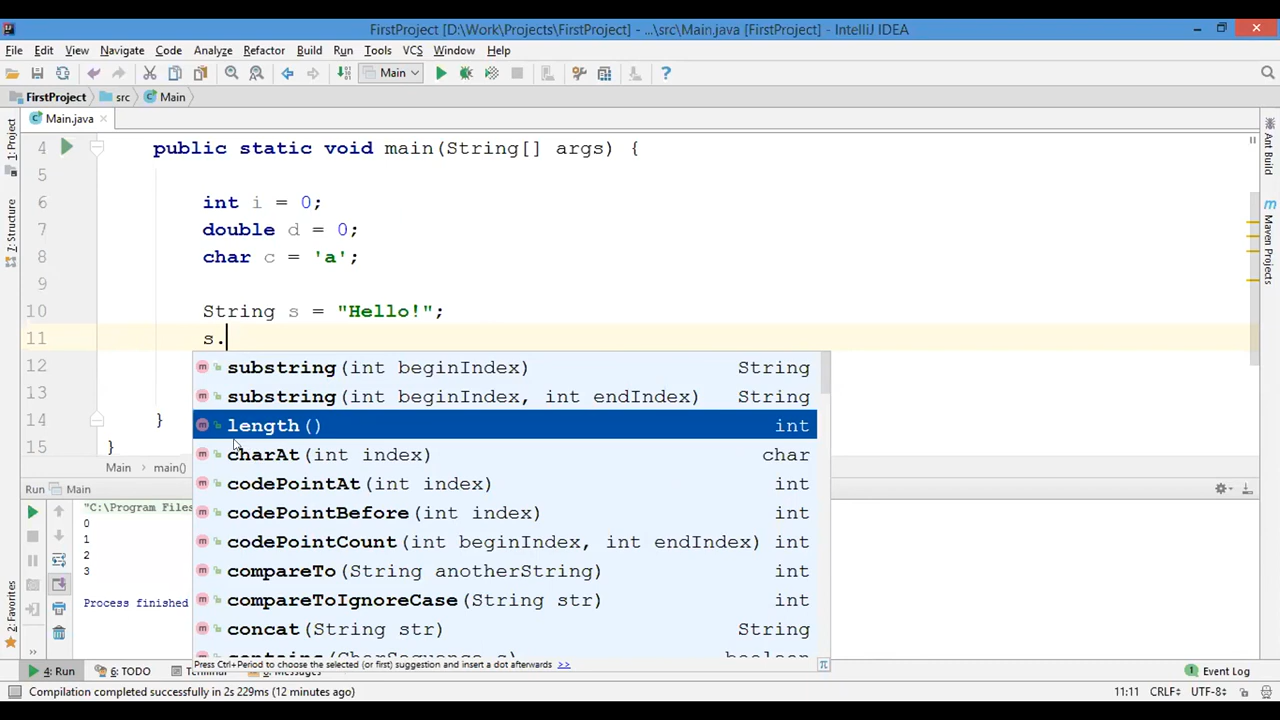 FirstProject [D:\Work\Projects\FirstProject] - ...\src\Main.java [FirstProject] - IntelliJ IDEA
File Edit View Navigate Code Analyze Refactor Build Run Tools VCS Window Help
Main
FirstProject src Main
Main.java
1: Project
Z: Structure
2: Favorites
Ant Build
Maven Projects
4 public static void main(String[] args) {
5
6 int i = 0;
7 double d = 0;
8 char c = 'a';
9
10 String s = "Hello!";
11 s.
12
13
14 }
15 }
substring(int beginIndex) String
substring(int beginIndex, int endIndex) String
length() int
charAt(int index) char
codePointAt(int index) int
codePointBefore(int index) int
codePointCount(int beginIndex, int endIndex) int
compareTo(String anotherString) int
compareToIgnoreCase(String str) int
concat(String str) String
contains(CharSequence s) boolean
Press Ctrl+Period to choose the selected (or first) suggestion and insert a dot afterwards >>
Main main()
Run Main
"C:\Program Files
0
1
2
3
Process finished
4: Run 6: TODO Terminal 0: Messages Event Log
Compilation completed successfully in 2s 229ms (12 minutes ago) 11:11 CRLF UTF-8